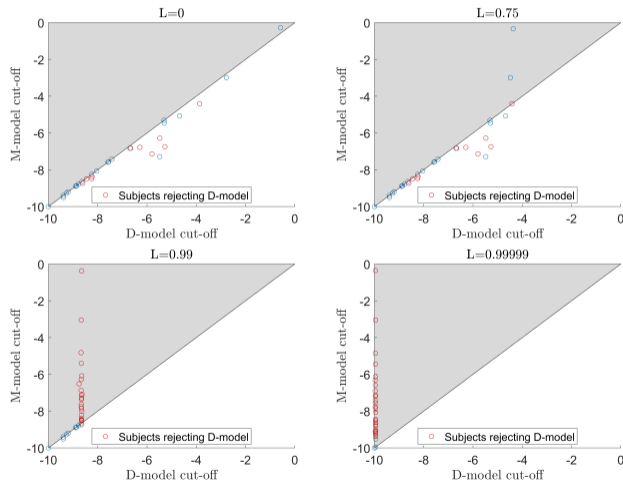 L=0
0
-2
-4
-6
-8
-10
M-model cut-off
Subjects rejecting D-model
-10 -8 -6 -4 -2 0
D-model cut-off
L=0.75
0
-2
-4
-6
-8
-10
M-model cut-off
Subjects rejecting D-model
-10 -8 -6 -4 -2 0
D-model cut-off
L=0.99
0
-2
-4
-6
-8
-10
M-model cut-off
Subjects rejecting D-model
-10 -8 -6 -4 -2 0
D-model cut-off
L=0.99999
0
-2
-4
-6
-8
-10
M-model cut-off
Subjects rejecting D-model
-10 -8 -6 -4 -2 0
D-model cut-off